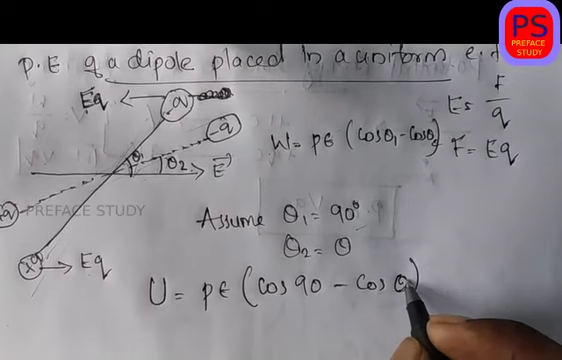 PS
PREFACE
STUDY
P.E. of a dipole placed in a uniform e.f
Eq -q
-q
E = F/q
W = pE (cosθ₁ - cosθ₂)
F = Eq
θ₁ θ₂ E
+q PREFACE STUDY
Assume θ₁ = 90°
θ₂ = θ
+q Eq
U = pE (cos 90 - cos θ)